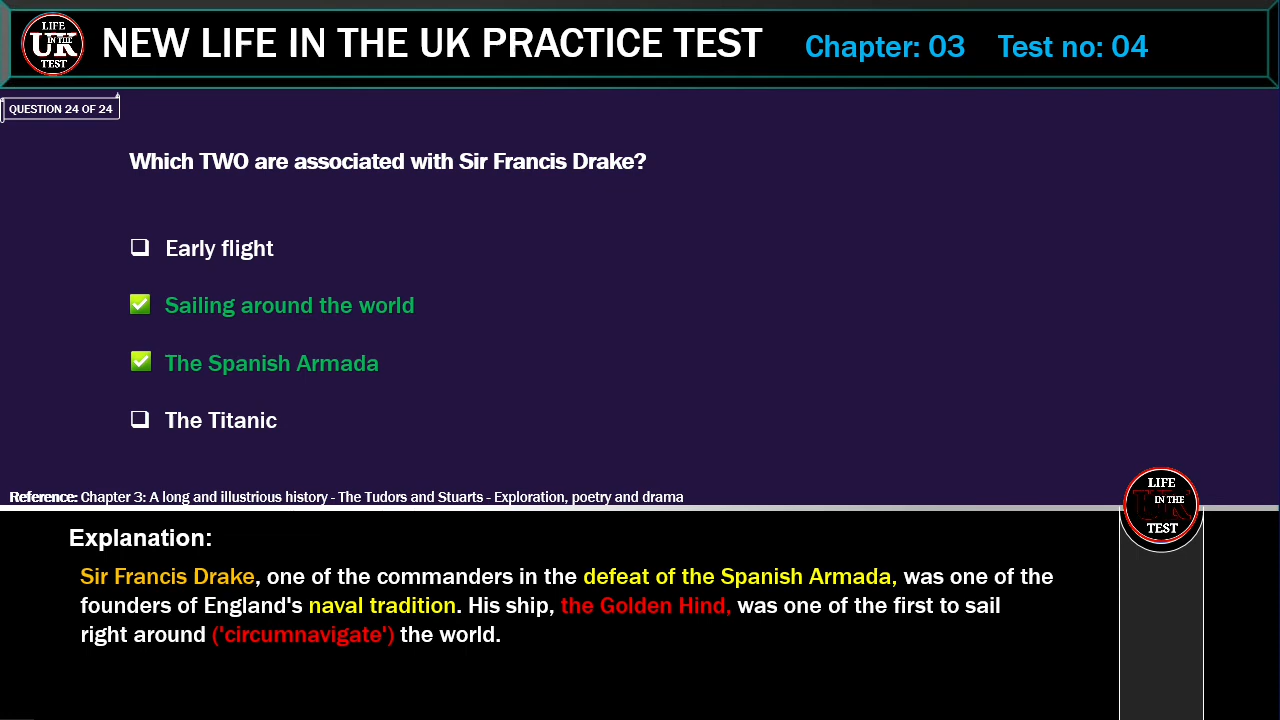 LIFE
UK
IN THE
TEST
NEW LIFE IN THE UK PRACTICE TEST
Chapter: 03
Test no: 04
QUESTION 24 OF 24
Which TWO are associated with Sir Francis Drake?
Early flight
Sailing around the world
The Spanish Armada
The Titanic
Reference: Chapter 3: A long and illustrious history - The Tudors and Stuarts - Exploration, poetry and drama
LIFE
UK
IN THE
TEST
Explanation:
Sir Francis Drake, one of the commanders in the defeat of the Spanish Armada, was one of the
founders of England's naval tradition. His ship, the Golden Hind, was one of the first to sail
right around ('circumnavigate') the world.